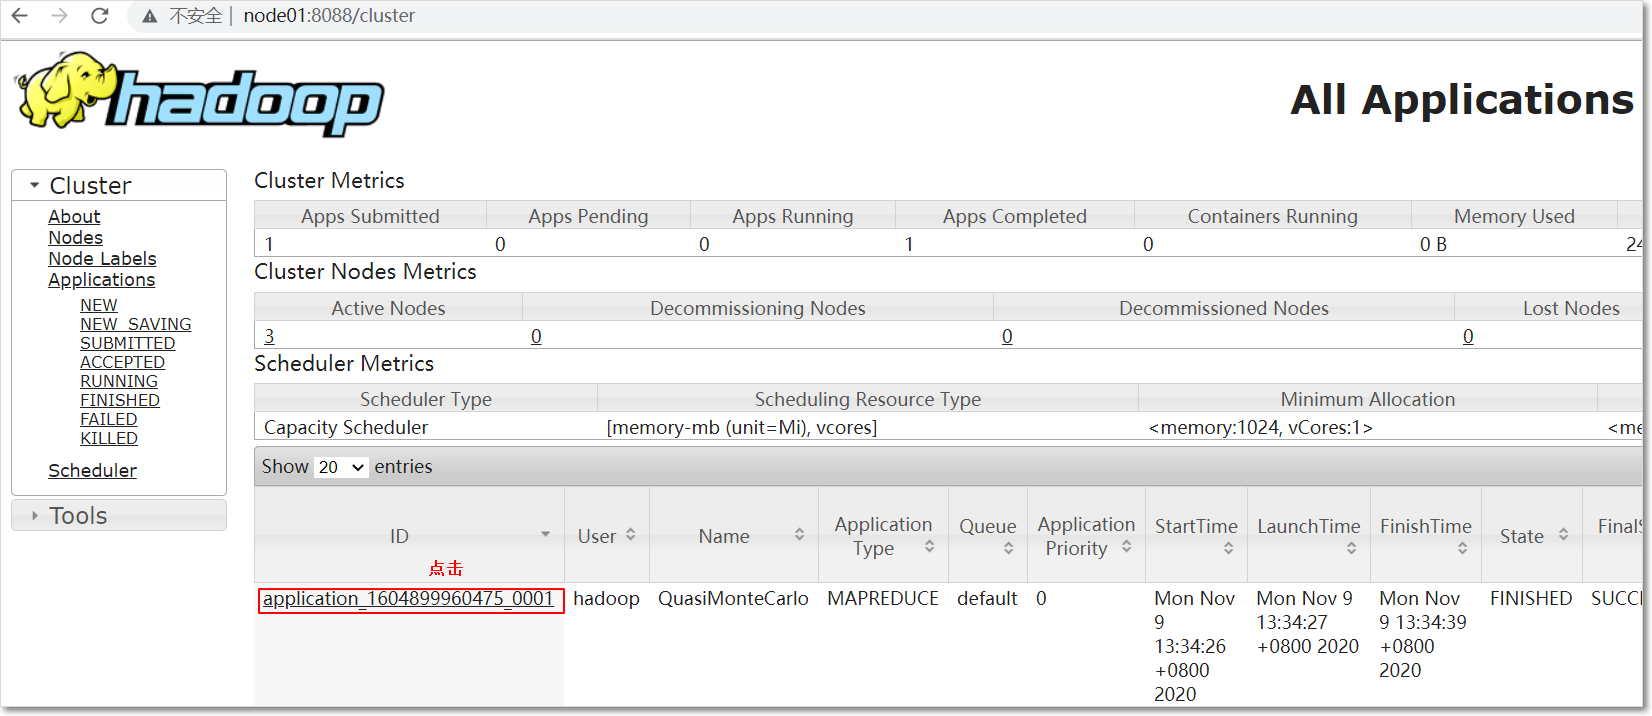 不安全 | node01:8088/cluster
hadoop
All Applications
Cluster
About
Nodes
Node Labels
Applications
NEW
NEW_SAVING
SUBMITTED
ACCEPTED
RUNNING
FINISHED
FAILED
KILLED
Scheduler
Tools
Cluster Metrics
Apps Submitted Apps Pending Apps Running Apps Completed Containers Running Memory Used
1 0 0 1 0 0 B 24
Cluster Nodes Metrics
Active Nodes Decommissioning Nodes Decommissioned Nodes Lost Nodes
3 0 0 0
Scheduler Metrics
Scheduler Type Scheduling Resource Type Minimum Allocation
Capacity Scheduler [memory-mb (unit=Mi), vcores] <memory:1024, vCores:1> <me
Show 20 entries
ID User Name Application Type Queue Application Priority StartTime LaunchTime FinishTime State FinalS
点击
application_1604899960475_0001 hadoop QuasiMonteCarlo MAPREDUCE default 0 Mon Nov Mon Nov 9 Mon Nov FINISHED SUCC
9 13:34:27 9 13:34:39
13:34:26 +0800 2020 +0800
+0800 2020
2020